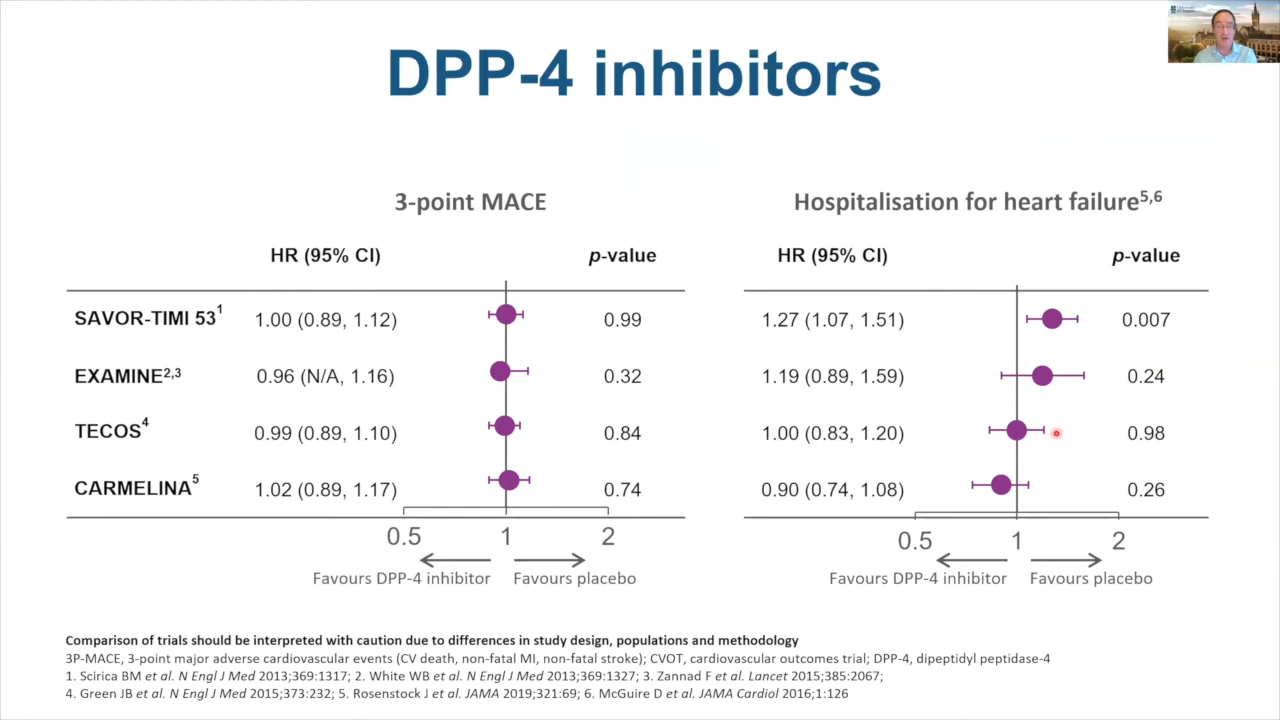 DPP-4 inhibitors
3-point MACE
HR (95% CI) p-value
SAVOR-TIMI 53¹ 1.00 (0.89, 1.12) 0.99
EXAMINE²,³ 0.96 (N/A, 1.16) 0.32
TECOS⁴ 0.99 (0.89, 1.10) 0.84
CARMELINA⁵ 1.02 (0.89, 1.17) 0.74
0.5 1 2
Favours DPP-4 inhibitor Favours placebo
Hospitalisation for heart failure⁵,⁶
HR (95% CI) p-value
1.27 (1.07, 1.51) 0.007
1.19 (0.89, 1.59) 0.24
1.00 (0.83, 1.20) 0.98
0.90 (0.74, 1.08) 0.26
0.5 1 2
Favours DPP-4 inhibitor Favours placebo
Comparison of trials should be interpreted with caution due to differences in study design, populations and methodology
3P-MACE, 3-point major adverse cardiovascular events (CV death, non-fatal MI, non-fatal stroke); CVOT, cardiovascular outcomes trial; DPP-4, dipeptidyl peptidase-4
1. Scirica BM et al. N Engl J Med 2013;369:1317; 2. White WB et al. N Engl J Med 2013;369:1327; 3. Zannad F et al. Lancet 2015;385:2067;
4. Green JB et al. N Engl J Med 2015;373:232; 5. Rosenstock J et al. JAMA 2019;321:69; 6. McGuire D et al. JAMA Cardiol 2016;1:126